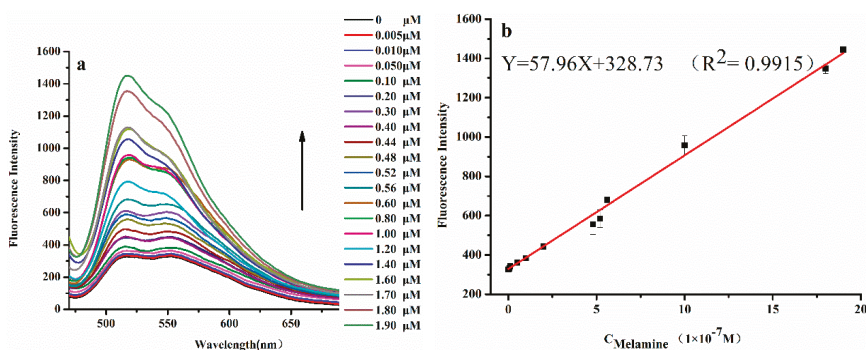 a
1600
1400
1200
1000
800
600
400
200
0
Fluorescence Intensity
500
550
600
650
Wavelength(nm)
0 μM
0.005μM
0.010μM
0.050μM
0.10 μM
0.20 μM
0.30 μM
0.40 μM
0.44 μM
0.48 μM
0.52 μM
0.56 μM
0.60 μM
0.80 μM
1.00 μM
1.20 μM
1.40 μM
1.60 μM
1.70 μM
1.80 μM
1.90 μM
b
Y=57.96X+328.73 (R²= 0.9915)
1600
1400
1200
1000
800
600
400
200
Fluorescence Intensity
0
5
10
15
20
C Melamine (1×10⁻⁷M)